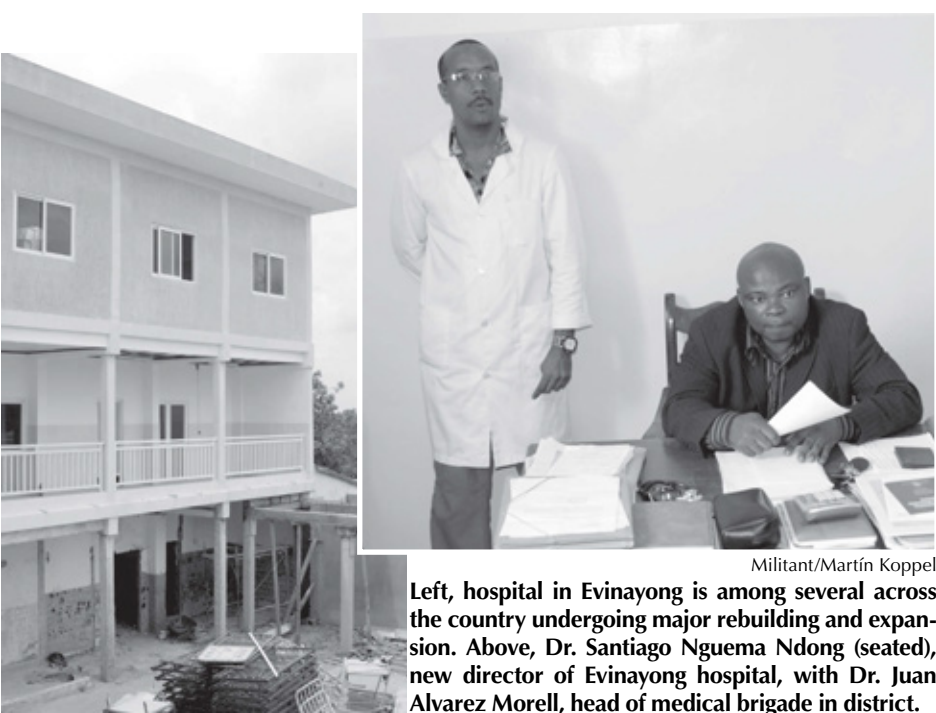 Militant/Martín Koppel
Left, hospital in Evinayong is among several across
the country undergoing major rebuilding and expan-
sion. Above, Dr. Santiago Nguema Ndong (seated),
new director of Evinayong hospital, with Dr. Juan
Alvarez Morell, head of medical brigade in district.